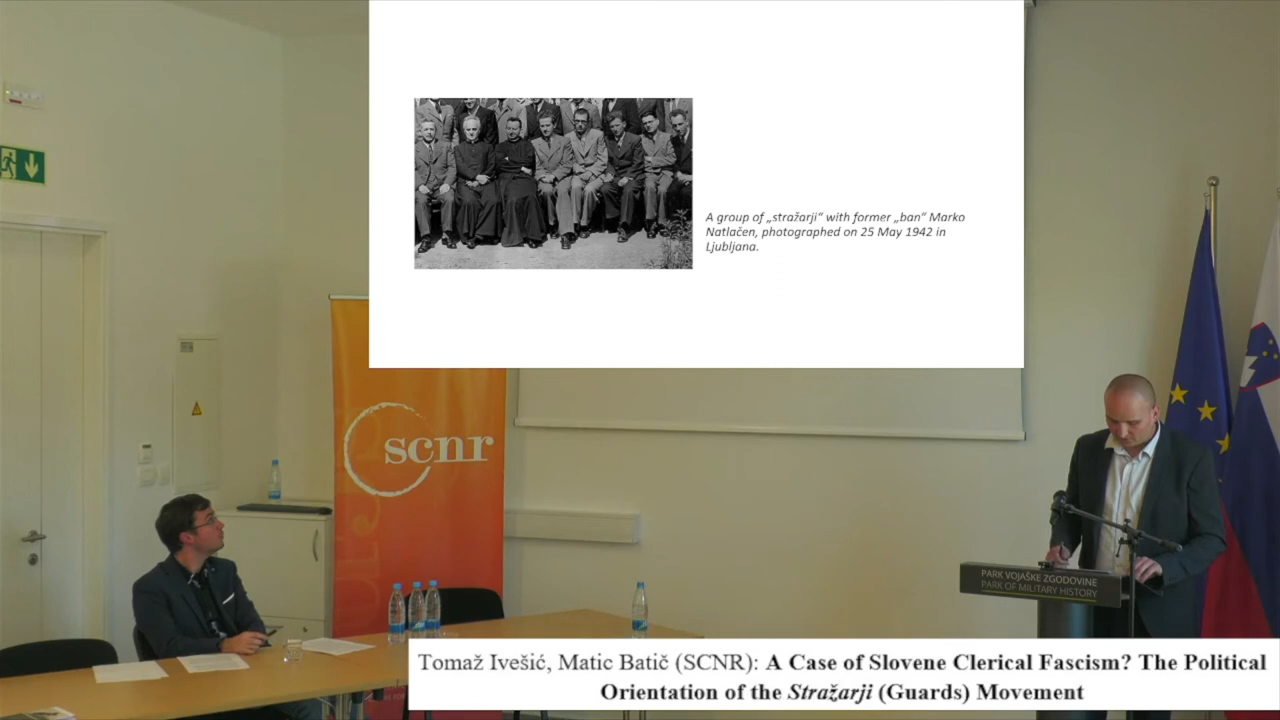 A group of „stražarji“ with former „ban“ Marko
Natlačen, photographed on 25 May 1942 in
Ljubljana.
scnr
PARK VOJAŠKE ZGODOVINE
PARK OF MILITARY HISTORY
Tomaž Ivešić, Matic Batič (SCNR): A Case of Slovene Clerical Fascism? The Political
Orientation of the Stražarji (Guards) Movement